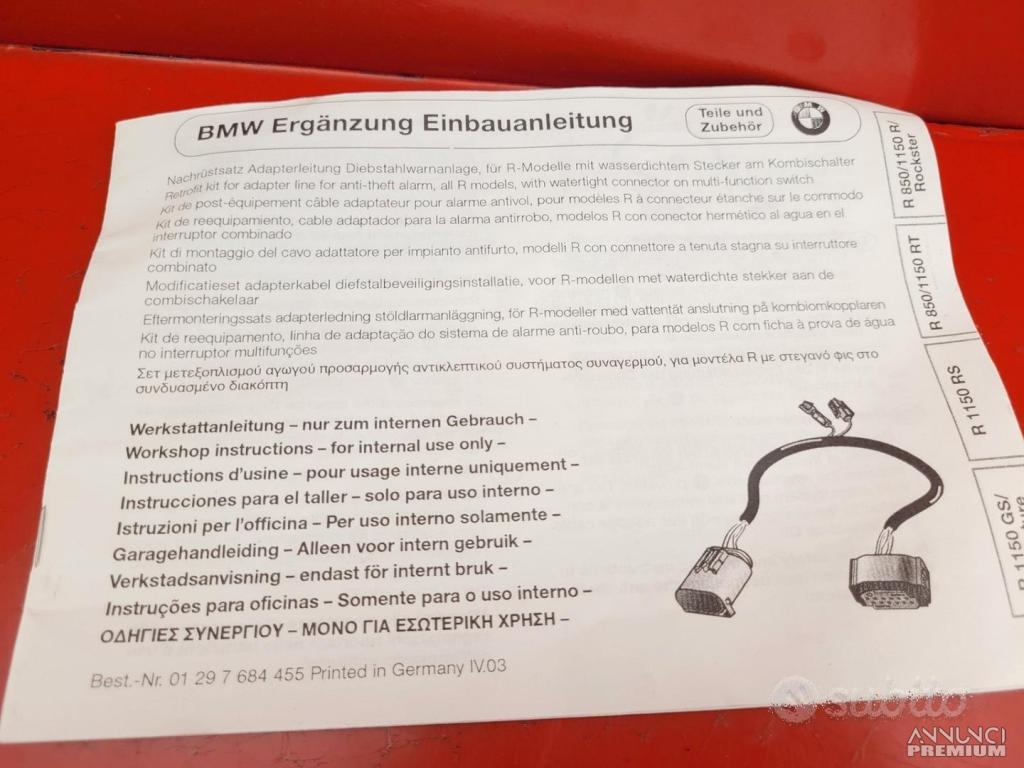 BMW Ergänzung Einbauanleitung
Teile und
Zubehör
BMW
Nachrüstsatz Adapterleitung Diebstahlwarnanlage, für R-Modelle mit wasserdichtem Stecker am Kombischalter
Retrofit kit for adapter line for anti-theft alarm, all R models, with watertight connector on multi-function switch
Kit de post-équipement câble adaptateur pour alarme antivol, pour modèles R à connecteur étanche sur le commodo
Kit de reequipamiento, cable adaptador para la alarma antirrobo, modelos R con conector hermético al agua en el
interruptor combinado
Kit di montaggio del cavo adattatore per impianto antifurto, modelli R con connettore a tenuta stagna su interruttore
combinato
Modificatieset adapterkabel diefstalbeveiligingsinstallatie, voor R-modellen met waterdichte stekker aan de
combischakelaar
Eftermonteringssats adapterledning stöldlarmanläggning, för R-modeller med vattentät anslutning på kombiomkopplaren
Kit de reequipamento, linha de adaptação do sistema de alarme anti-roubo, para modelos R com ficha à prova de água
no interruptor multifunções
Σετ μετεξοπλισμού αγωγού προσαρμογής αντικλεπτικού συστήματος συναγερμού, για μοντέλα R με στεγανό φις στο
συνδυασμένο διακόπτη
Werkstattanleitung – nur zum internen Gebrauch –
Workshop instructions – for internal use only –
Instructions d'usine – pour usage interne uniquement –
Instrucciones para el taller – solo para uso interno –
Istruzioni per l'officina – Per uso interno solamente –
Garagehandleiding – Alleen voor intern gebruik –
Verkstadsanvisning – endast för internt bruk –
Instruções para oficinas – Somente para o uso interno –
ΟΔΗΓΙΕΣ ΣΥΝΕΡΓΙΟΥ – ΜΟΝΟ ΓΙΑ ΕΣΩΤΕΡΙΚΗ ΧΡΗΣΗ –
Best.-Nr. 01 29 7 684 455 Printed in Germany IV.03
R 850/1150 R/
Rockster
R 850/1150 RT
R 1150 RS
R 1150 GS/
subito
ANNUNCI
PREMIUM